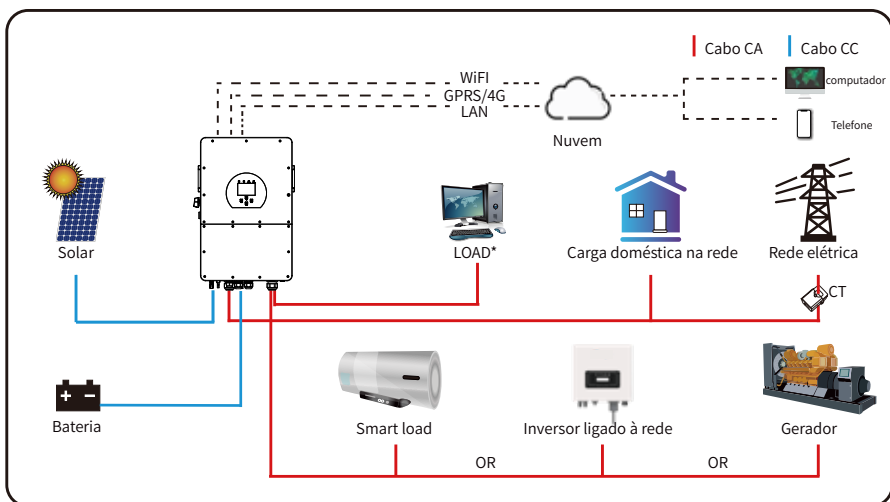 Cabo CA
Cabo CC
WiFI
GPRS/4G
LAN
Nuvem
computador
Telefone
Solar
LOAD*
Carga doméstica na rede
Rede elétrica
CT
Bateria
Smart load
Inversor ligado à rede
Gerador
OR
OR